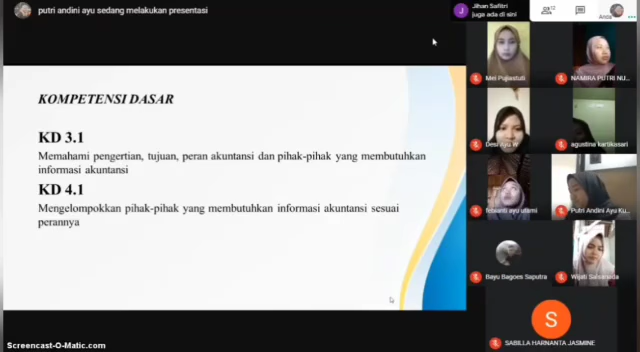 putri andini ayu sedang melakukan presentasi
J
Jihan Safitri
juga ada di sini
12
Anda
KOMPETENSI DASAR
KD 3.1
Memahami pengertian, tujuan, peran akuntansi dan pihak-pihak yang membutuhkan
informasi akuntansi
KD 4.1
Mengelompokkan pihak-pihak yang membutuhkan informasi akuntansi sesuai
perannya
Mei Pujiastuti
NAMIRA PUTRI NU...
Desi Ayu W
agustina kartikasari
ayu utami
Putri Andini Ayu Ku...
Bayu Bagoes Saputra
Wijati
S
SABILLA HARNANTA JASMINE
Screencast-O-Matic.com